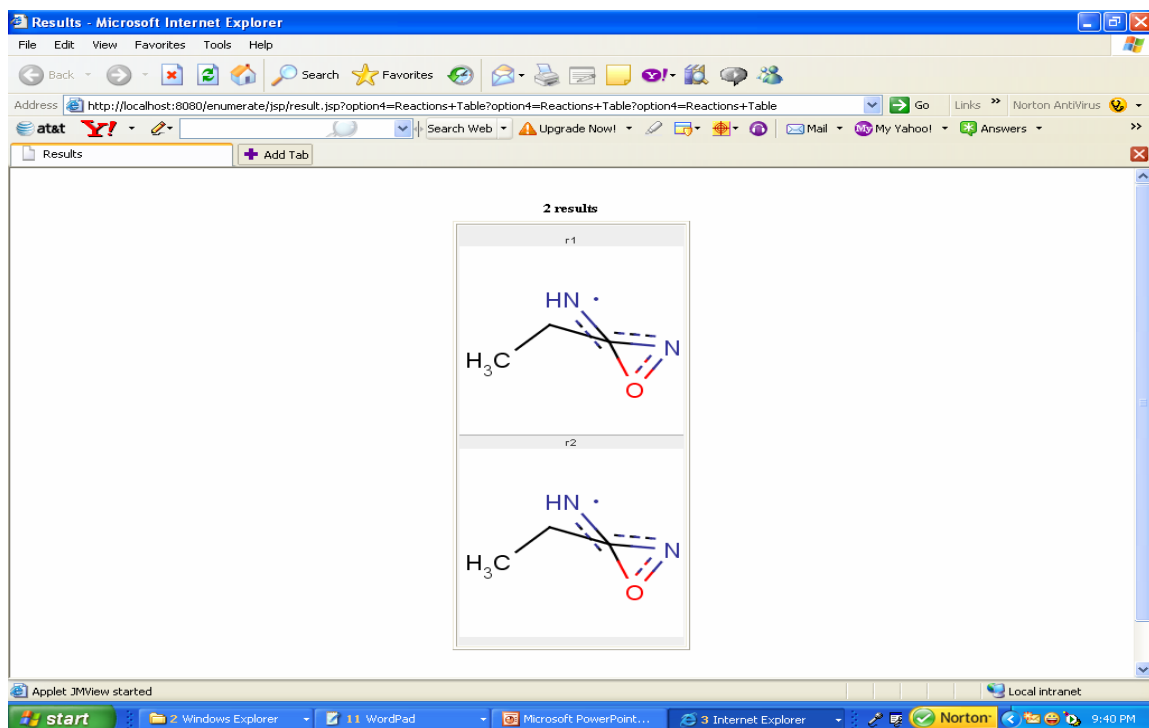 Results - Microsoft Internet Explorer
File Edit View Favorites Tools Help
Back Search Favorites
Address http://localhost:8080/enumerate/jsp/result.jsp?option4=Reactions+Table?option4=Reactions+Table?option4=Reactions+Table Go Links » Norton AntiVirus
at&t Y! Search Web Upgrade Now! Mail My Yahoo! Answers »
Results Add Tab
2 results
r1
HN ·
N
H3C
O
r2
HN ·
N
H3C
O
Applet JMView started Local intranet
start 2 Windows Explorer 11 WordPad Microsoft PowerPoint... 3 Internet Explorer Norton 9:40 PM